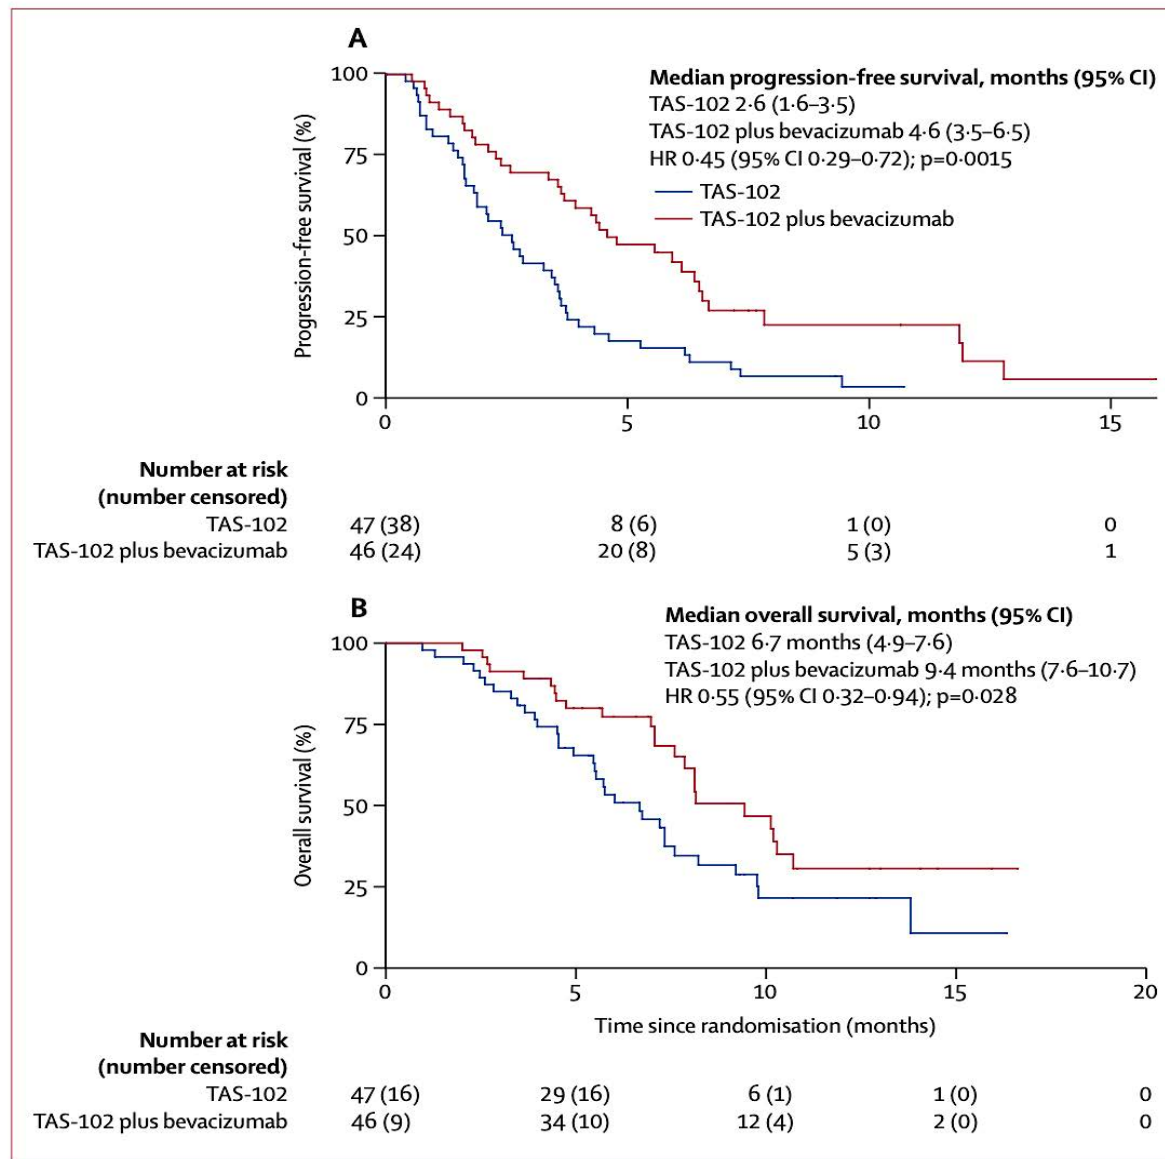 A
Median progression-free survival, months (95% CI)
TAS-102 2·6 (1·6–3·5)
TAS-102 plus bevacizumab 4·6 (3·5–6·5)
HR 0·45 (95% CI 0·29–0·72); p=0·0015
TAS-102
TAS-102 plus bevacizumab
Progression-free survival (%)
100
75
50
25
0
0 5 10 15
Number at risk
(number censored)
TAS-102 47 (38) 8 (6) 1 (0) 0
TAS-102 plus bevacizumab 46 (24) 20 (8) 5 (3) 1
B
Median overall survival, months (95% CI)
TAS-102 6·7 months (4·9–7·6)
TAS-102 plus bevacizumab 9·4 months (7·6–10·7)
HR 0·55 (95% CI 0·32–0·94); p=0·028
Overall survival (%)
100
75
50
25
0
0 5 10 15 20
Time since randomisation (months)
Number at risk
(number censored)
TAS-102 47 (16) 29 (16) 6 (1) 1 (0) 0
TAS-102 plus bevacizumab 46 (9) 34 (10) 12 (4) 2 (0) 0